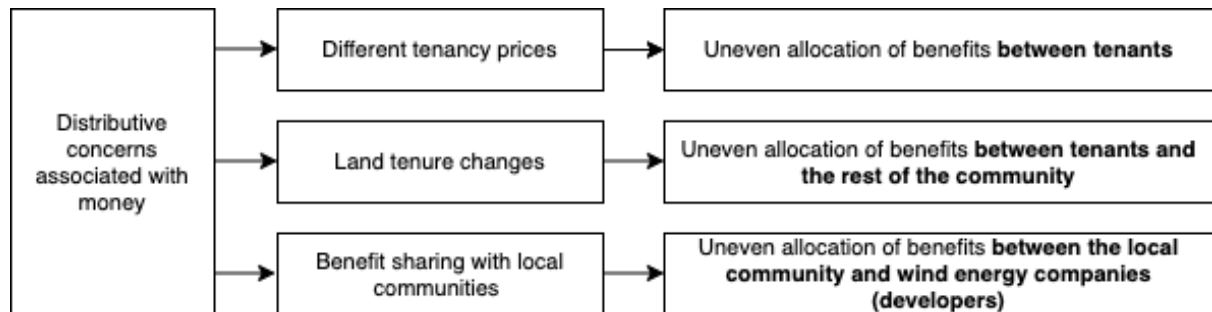 Distributive
concerns
associated with
money
Different tenancy prices
Uneven allocation of benefits between tenants
Land tenure changes
Uneven allocation of benefits between tenants and
the rest of the community
Benefit sharing with local
communities
Uneven allocation of benefits between the local
community and wind energy companies
(developers)